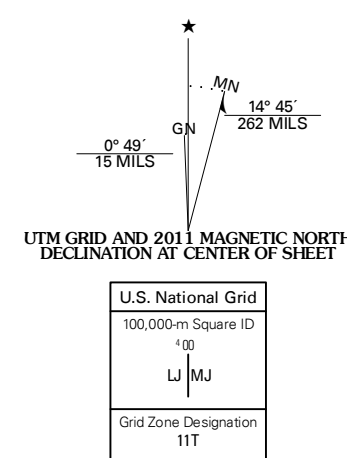 ★
MN
GN
0° 49´
15 MILS
14° 45´
262 MILS
UTM GRID AND 2011 MAGNETIC NORTH
DECLINATION AT CENTER OF SHEET
U.S. National Grid
100,000-m Square ID
4 00
LJ MJ
Grid Zone Designation
11T